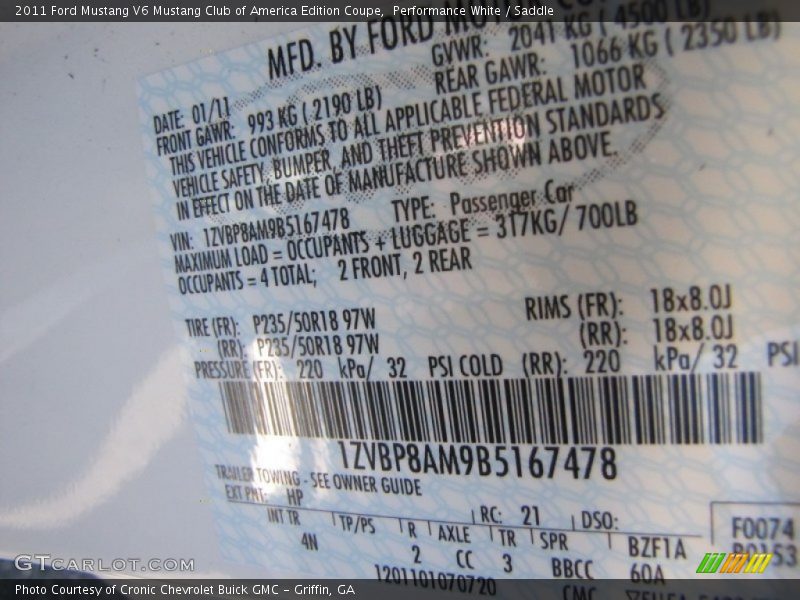 2011 Ford Mustang V6 Mustang Club of America Edition Coupe,  Performance White / Saddle
MFD. BY FORD MOTOR CO.
DATE: 01/11 GVWR: 2041 KG ( 4500 LB)
FRONT GAWR: 993 KG ( 2190 LB) REAR GAWR: 1066 KG ( 2350 LB)
THIS VEHICLE CONFORMS TO ALL APPLICABLE FEDERAL MOTOR
VEHICLE SAFETY, BUMPER, AND THEFT PREVENTION STANDARDS
IN EFFECT ON THE DATE OF MANUFACTURE SHOWN ABOVE.
VIN: 1ZVBP8AM9B5167478 TYPE: Passenger Car
MAXIMUM LOAD = OCCUPANTS + LUGGAGE = 317KG/ 700LB
OCCUPANTS = 4 TOTAL; 2 FRONT, 2 REAR
TIRE (FR): P235/50R18 97W RIMS (FR): 18x8.0J
(RR): P235/50R18 97W (RR): 18x8.0J
PRESSURE (FR): 220 kPa/ 32 PSI COLD (RR): 220 kPa/ 32 PSI
1ZVBP8AM9B5167478
TRAILER TOWING - SEE OWNER GUIDE
EXT PNT: HP RC: 21 DSO: F0074
INT TR TP/PS R AXLE TR SPR BZF1A
4N 2 CC 3 BBCC 60A
1201101070720
GTCarLot.com
Photo Courtesy of Cronic Chevrolet Buick GMC – Griffin, GA